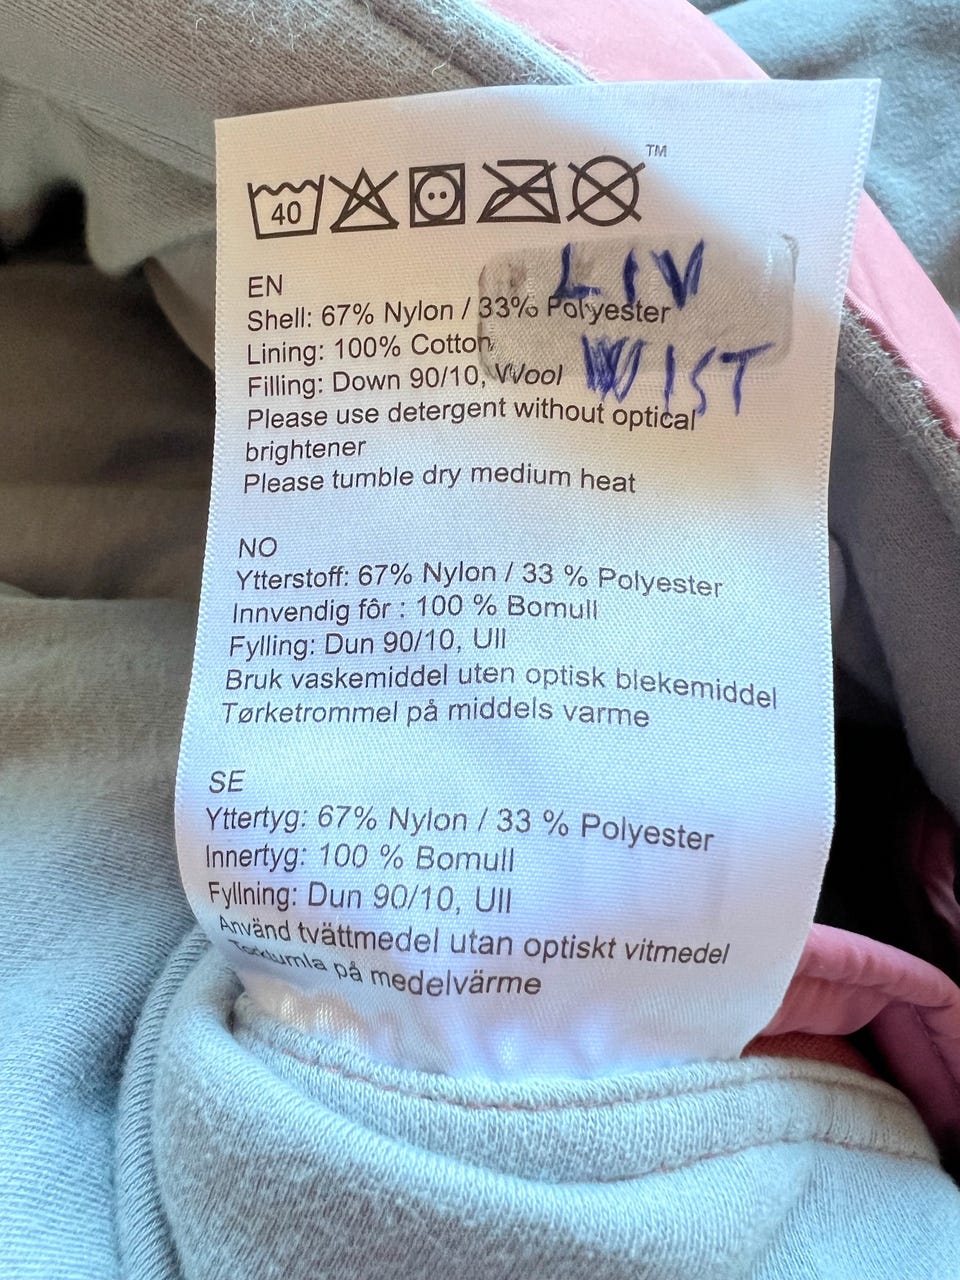 40
TM
EN
Shell: 67% Nylon / 33% Polyester
Lining: 100% Cotton
Filling: Down 90/10, Wool
Please use detergent without optical
brightener
Please tumble dry medium heat
LIV
WIST
NO
Ytterstoff: 67% Nylon / 33 % Polyester
Innvendig fôr : 100 % Bomull
Fylling: Dun 90/10, Ull
Bruk vaskemiddel uten optisk blekemiddel
Tørketrommel på middels varme
SE
Yttertyg: 67% Nylon / 33 % Polyester
Innertyg: 100 % Bomull
Fyllning: Dun 90/10, Ull
Använd tvättmedel utan optiskt vitmedel
Torktumla på medelvärme